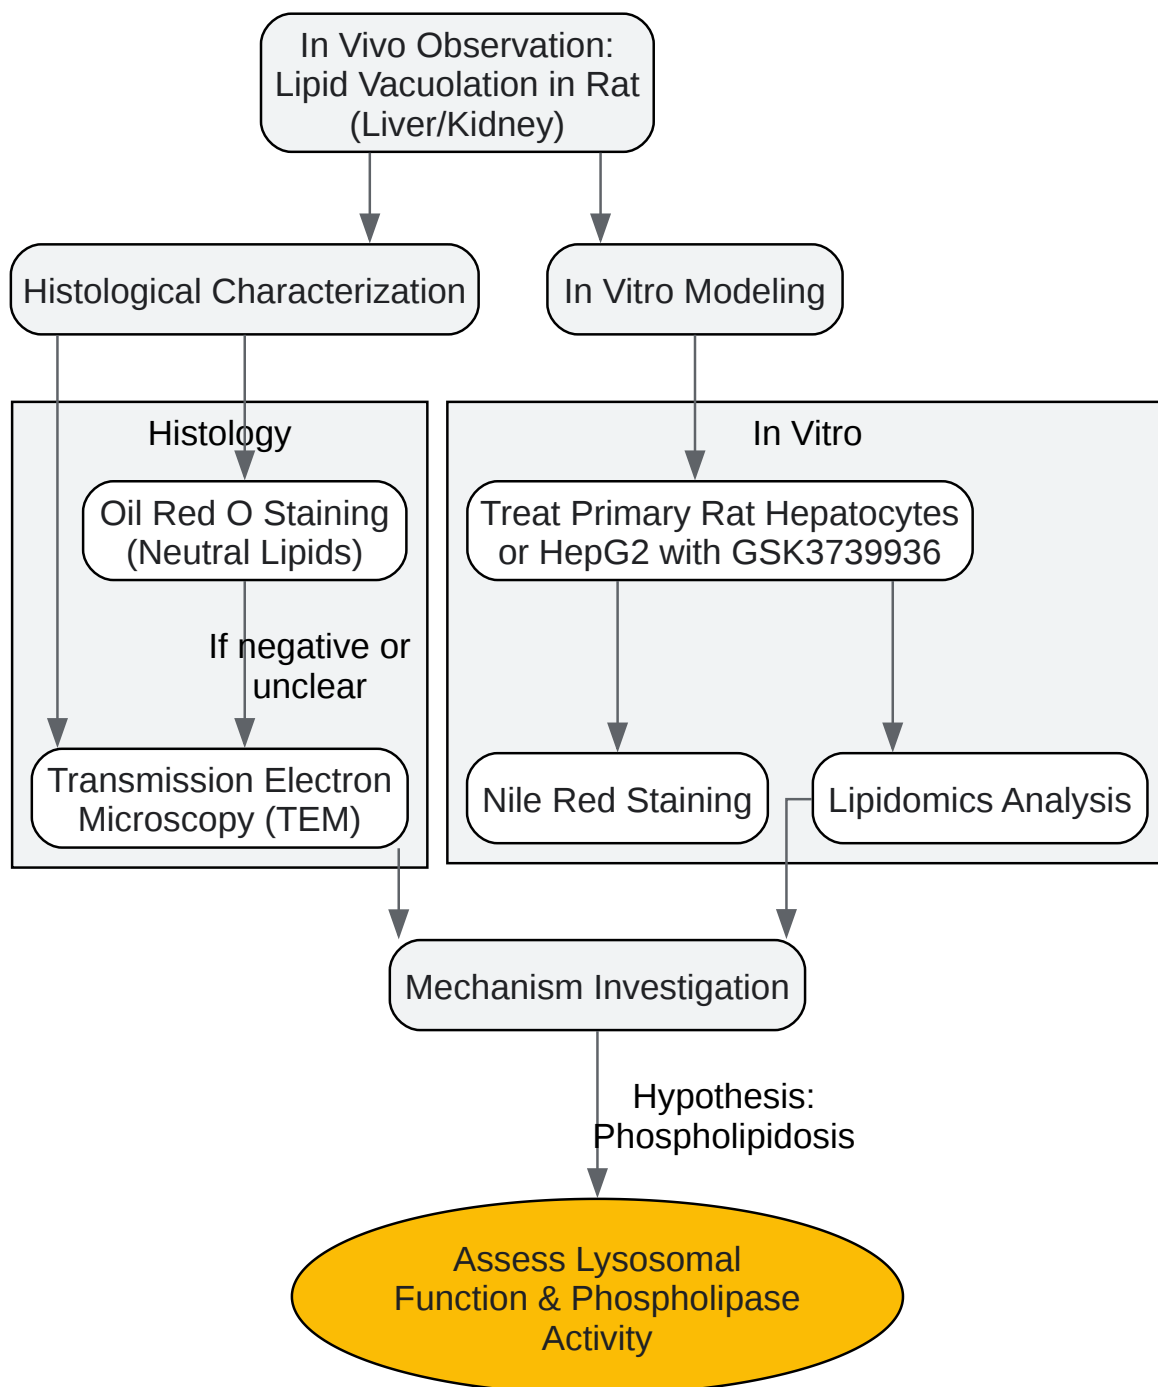 In Vivo Observation:
Lipid Vacuolation in Rat
(Liver/Kidney)
Histological Characterization
In Vitro Modeling
Histology
In Vitro
Oil Red O Staining
(Neutral Lipids)
Treat Primary Rat Hepatocytes
or HepG2 with GSK3739936
If negative or
unclear
Transmission Electron
Microscopy (TEM)
Nile Red Staining
Lipidomics Analysis
Mechanism Investigation
Hypothesis:
Phospholipidosis
Assess Lysosomal
Function & Phospholipase
Activity